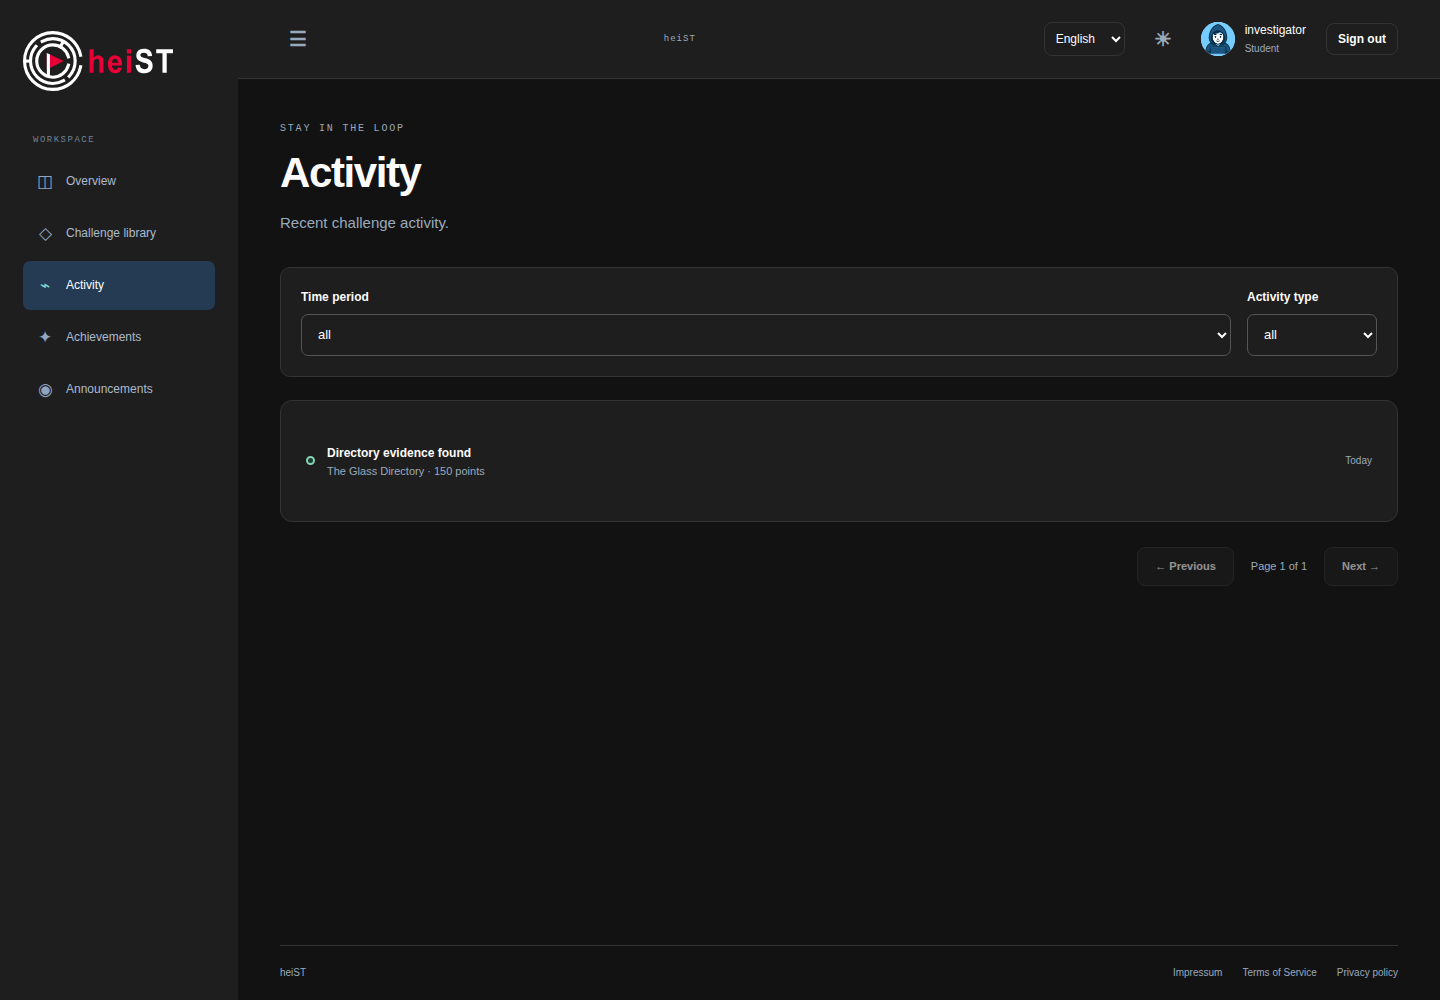 heiST
WORKSPACE
Overview
Challenge library
Activity
Achievements
Announcements
heiST
English
investigator
Student
Sign out
STAY IN THE LOOP
Activity
Recent challenge activity.
Time period
all
Activity type
all
Directory evidence found
The Glass Directory · 150 points
Today
← Previous
Page 1 of 1
Next →
heiST
Impressum
Terms of Service
Privacy policy